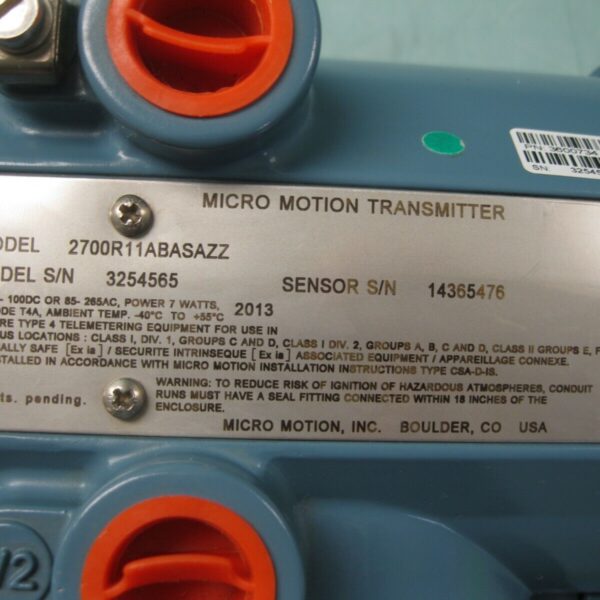 PN 3600734
SN 32545
MICRO MOTION TRANSMITTER
ODEL 2700R11ABASAZZ
DEL S/N 3254565 SENSOR S/N 14365476
- 100DC OR 85- 265AC, POWER 7 WATTS,
ODE T4A, AMBIENT TEMP. -40°C TO +55°C 2013
RE TYPE 4 TELEMETERING EQUIPMENT FOR USE IN
US LOCATIONS: CLASS I, DIV. 1, GROUPS C AND D, CLASS I DIV. 2, GROUPS A, B, C AND D, CLASS II GROUPS E, F
ALLY SAFE [Ex ia] / SECURITE INTRINSEQUE [Ex ia] ASSOCIATED EQUIPMENT / APPAREILLAGE CONNEXE.
STALLED IN ACCORDANCE WITH MICRO MOTION INSTALLATION INSTRUCTIONS TYPE CSA-D-IS.
WARNING: TO REDUCE RISK OF IGNITION OF HAZARDOUS ATMOSPHERES, CONDUIT
ts. pending. RUNS MUST HAVE A SEAL FITTING CONNECTED WITHIN 18 INCHES OF THE
ENCLOSURE.
MICRO MOTION, INC. BOULDER, CO USA
/2